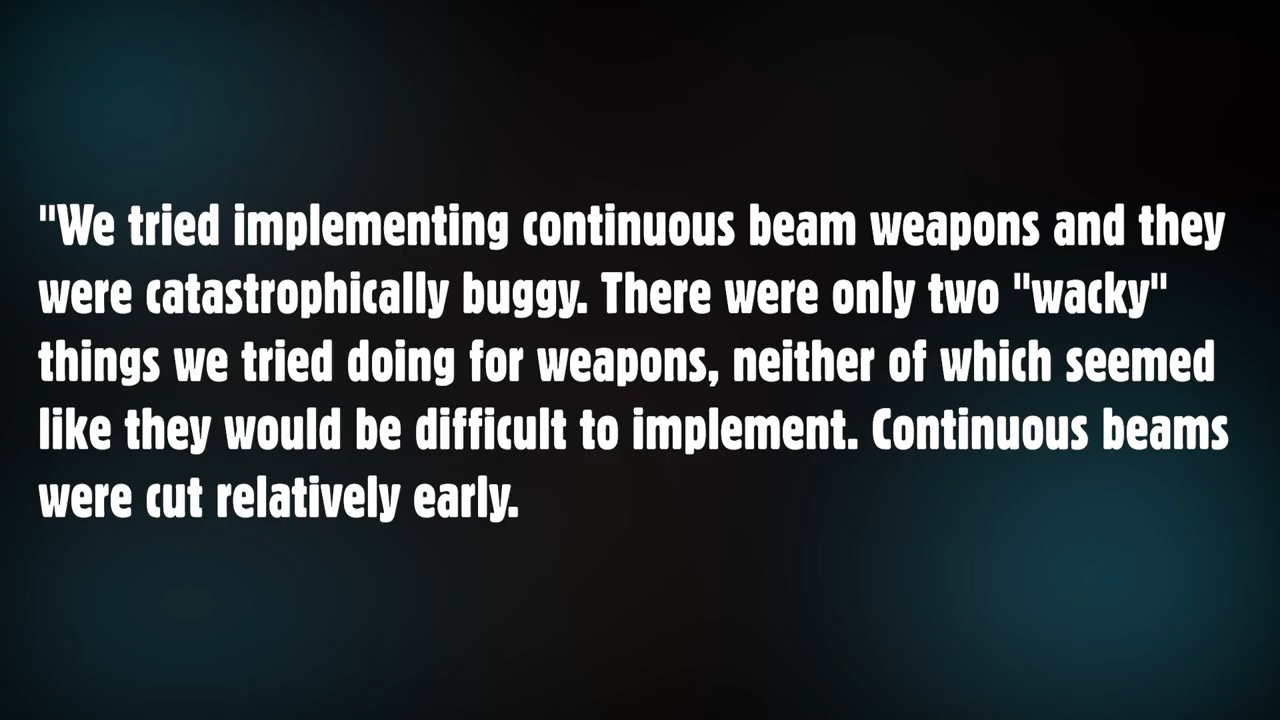 "We tried implementing continuous beam weapons and they
were catastrophically buggy. There were only two "wacky"
things we tried doing for weapons, neither of which seemed
like they would be difficult to implement. Continuous beams
were cut relatively early.